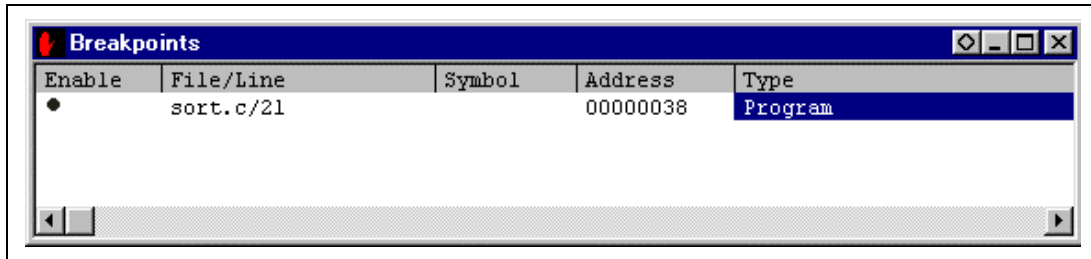 Breakpoints
Enable File/Line Symbol Address Type
● sort.c/21 00000038 Program